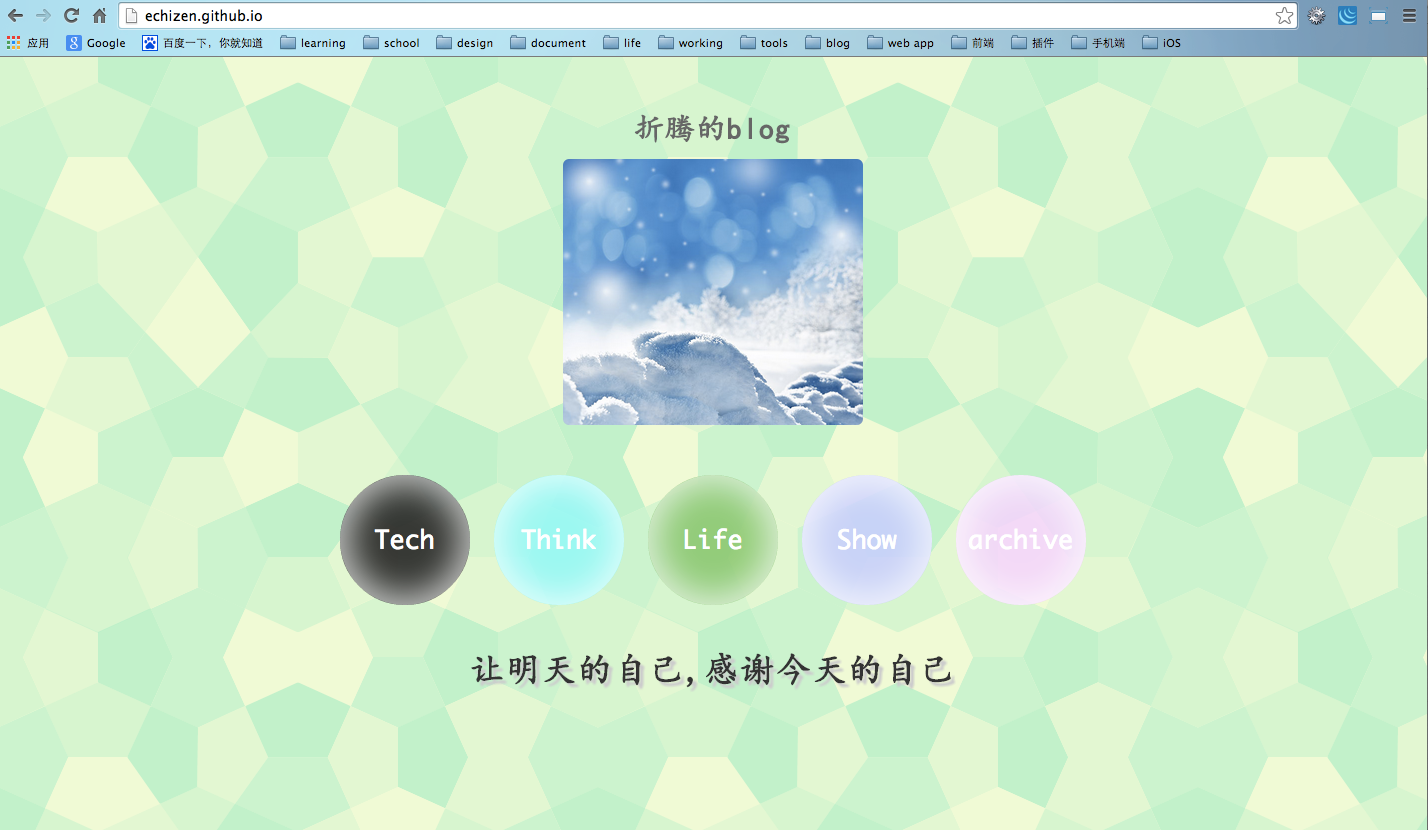 echizen.github.io
应用 Google 百度一下，你就知道 learning school design document life working tools blog web app 前端 插件 手机端 iOS
折腾的blog
Tech Think Life Show archive
让明天的自己,感谢今天的自己